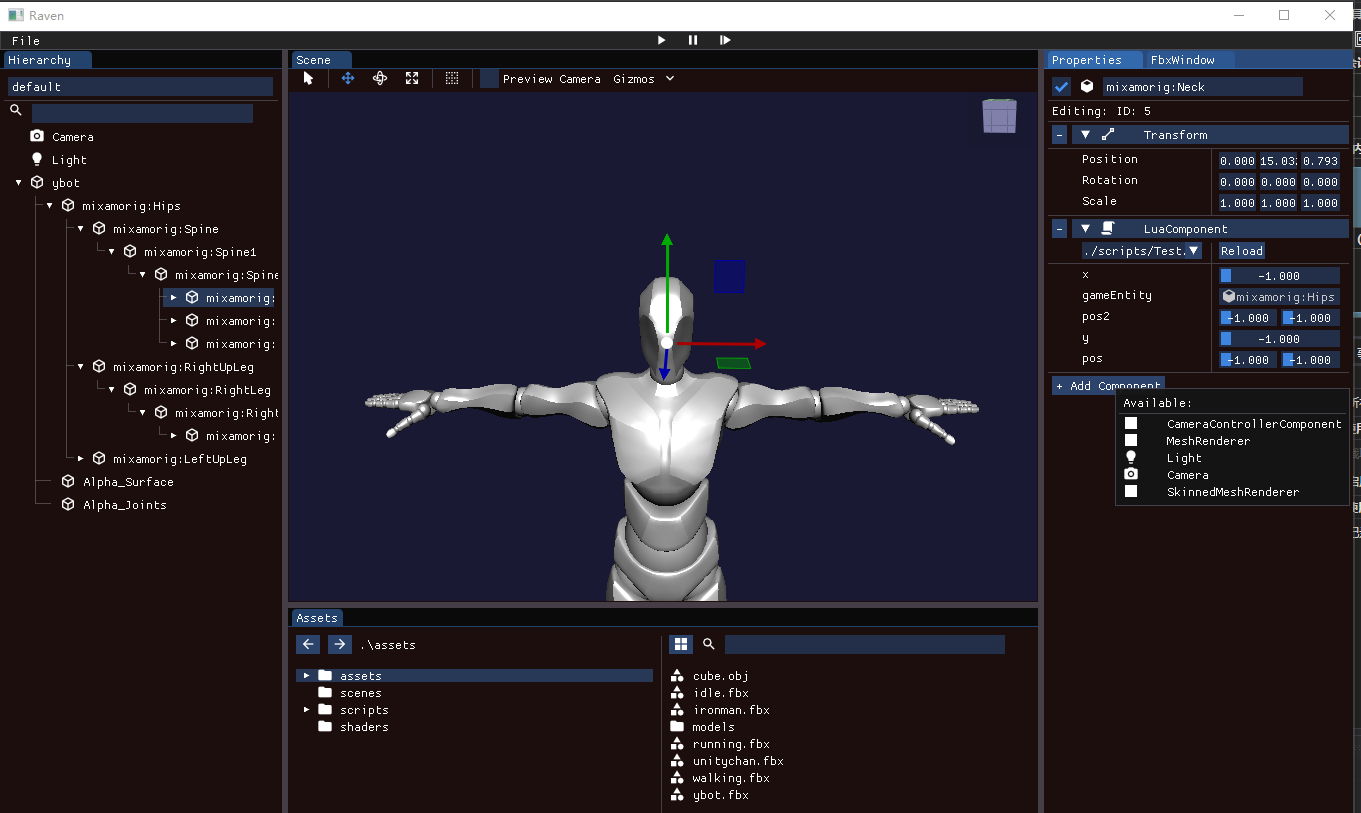 Raven
File
Hierarchy
default
Camera
Light
ybot
mixamorig:Hips
mixamorig:Spine
mixamorig:Spine1
mixamorig:Spine
mixamorig:
mixamorig:
mixamorig:
mixamorig:RightUpLeg
mixamorig:RightLeg
mixamorig:Right
mixamorig:
mixamorig:LeftUpLeg
Alpha_Surface
Alpha_Joints
Scene
Preview Camera Gizmos
Assets
.\assets
assets
scenes
scripts
shaders
cube.obj
idle.fbx
ironman.fbx
models
running.fbx
unitychan.fbx
walking.fbx
ybot.fbx
Properties FbxWindow
mixamorig:Neck
Editing: ID: 5
- Transform
Position 0.000 15.03 0.793
Rotation 0.000 0.000 0.000
Scale 1.000 1.000 1.000
- LuaComponent
./scripts/Test. Reload
x -1.000
gameEntity mixamorig:Hips
pos2 -1.000 -1.000
y -1.000
pos -1.000 -1.000
+ Add Component
Available:
CameraControllerComponent
MeshRenderer
Light
Camera
SkinnedMeshRenderer